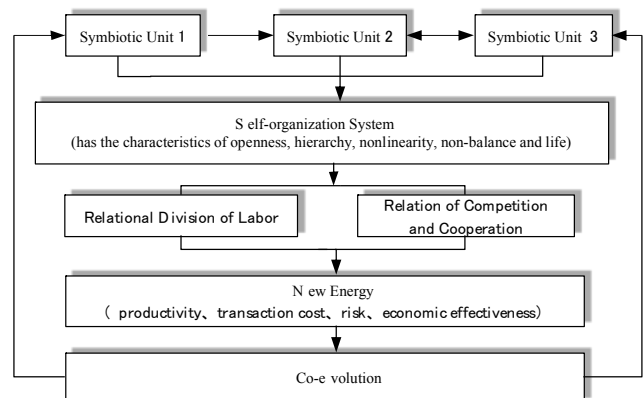 Symbiotic Unit 1
Symbiotic Unit 2
Symbiotic Unit 3
S elf-organization System
(has the characteristics of openness, hierarchy, nonlinearity, non-balance and life)
Relational Division of Labor
Relation of Competition
and Cooperation
N ew Energy
( productivity、transaction cost、risk、economic effectiveness)
Co-e volution